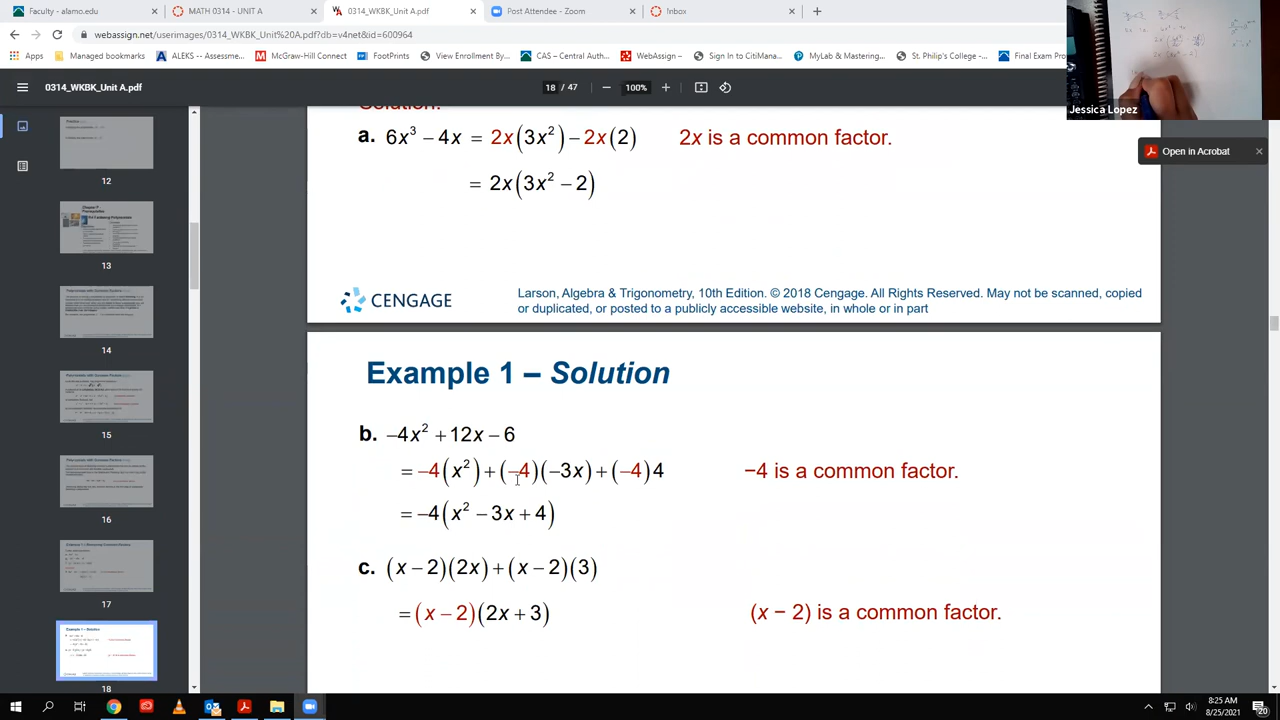 Faculty - alamo.edu
MATH 0314 - UNIT A
0314_WKBK_Unit A.pdf
Post Attendee - Zoom
Inbox
webassign.net/userimages/0314_WKBK_Unit%20A.pdf?db=v4net&id=600964
Apps
Managed bookmarks
ALEKS -- Assessme...
McGraw-Hill Connect
FootPrints
View Enrollment By...
CAS – Central Auth...
WebAssign -- Sign In
CitiManager -- Signa...
MyLab & Mastering...
St. Philip's College -...
Final Exam Pro
0314_WKBK_Unit A.pdf
18 / 47
100%
Jessica Lopez
Open in Acrobat
12
13
14
15
16
17
18
Solution:
a. 6x³ − 4x = 2x(3x²) − 2x(2) 2x is a common factor.
= 2x(3x² − 2)
CENGAGE
Larson, Algebra & Trigonometry, 10th Edition. © 2018 Cengage. All Rights Reserved. May not be scanned, copied
or duplicated, or posted to a publicly accessible website, in whole or in part
Example 1 – Solution
b. −4x² + 12x − 6
= −4(x²) + (−4)(−3x) + (−4)4 −4 is a common factor.
= −4(x² − 3x + 4)
c. (x − 2)(2x) + (x − 2)(3)
= (x − 2)(2x + 3) (x − 2) is a common factor.
8:25 AM
8/25/2021
20